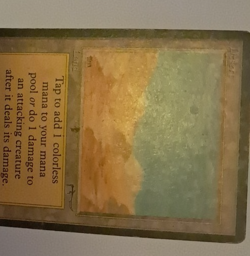 Tap to add 1 colorless
mana to your mana
pool or do 1 damage to
an attacking creature
after it deals its damage.